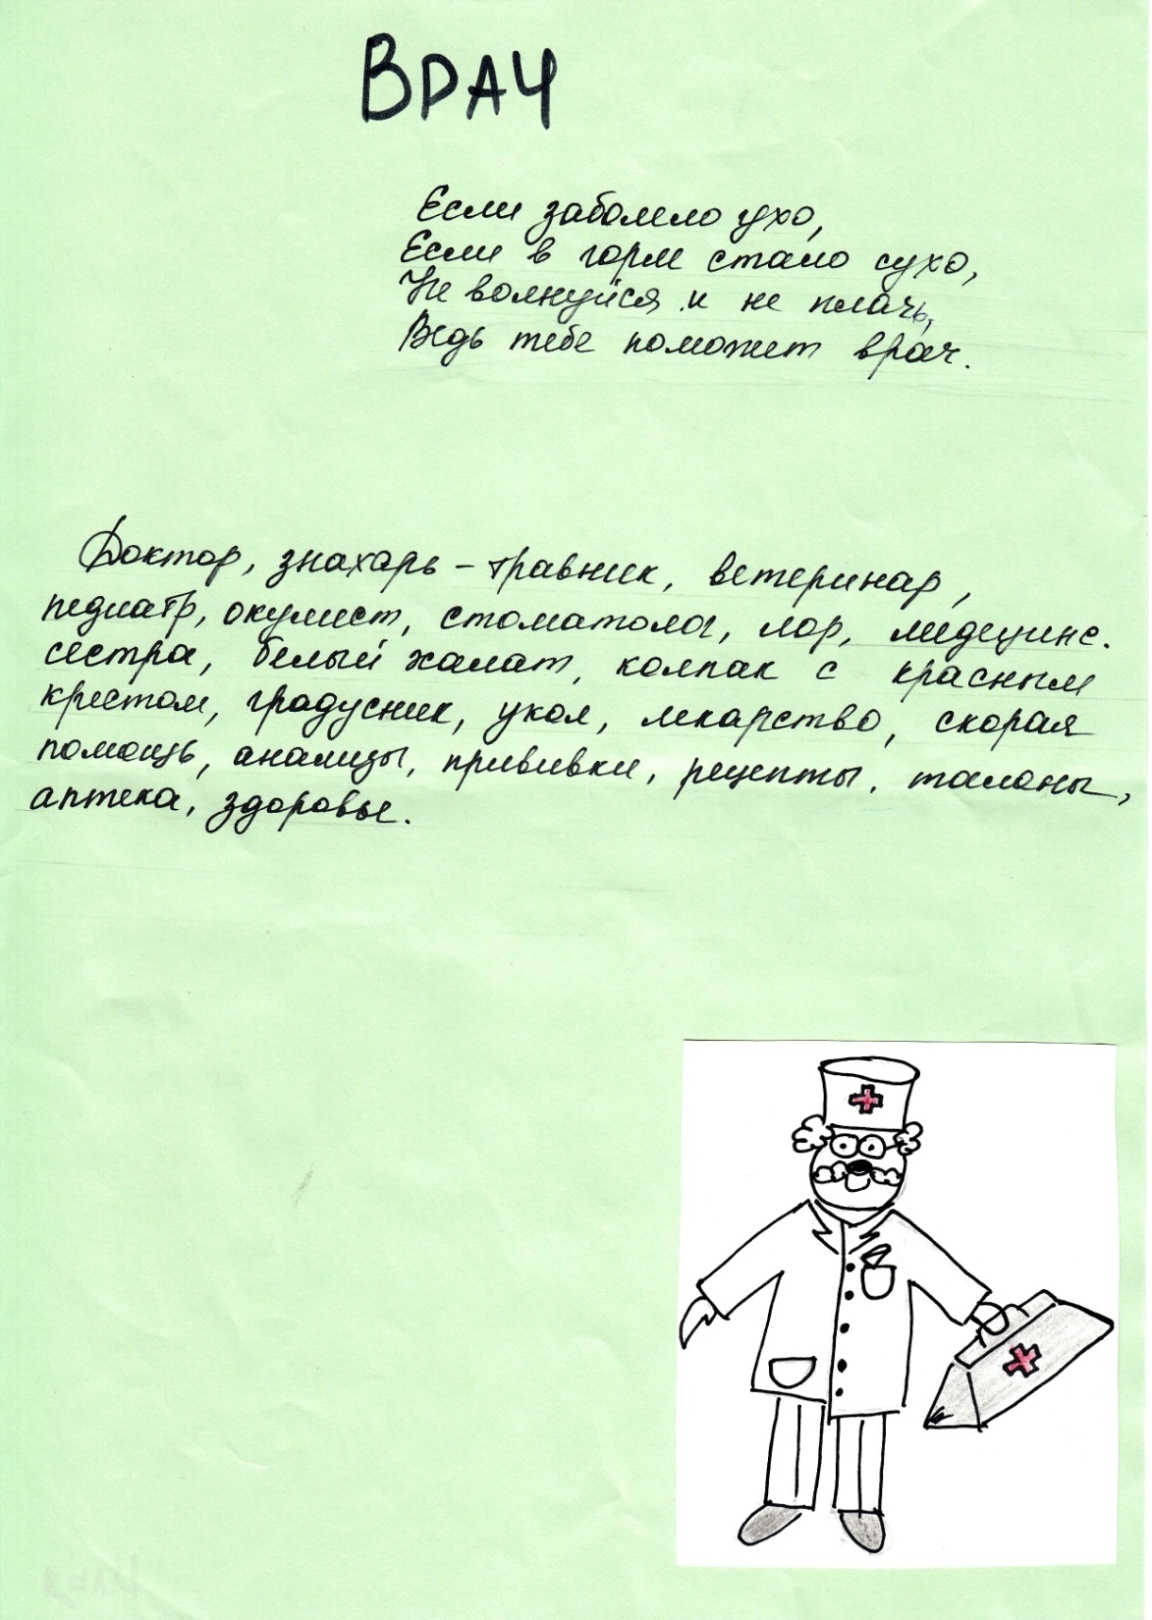 ВРАЧ
Если заболело ухо,
Если в горле стало сухо,
Не волнуйся и не плачь,
Ведь тебе поможет врач.
Доктор, знахарь – травник, ветеринар,
педиатр, окулист, стоматолог, лор, медецинс.
сестра, белый халат, колпак с красным
крестом, градусник, укол, лекарство, скорая
помощь, анализы, прививки, рецепты, талоны,
аптека, здоровье.